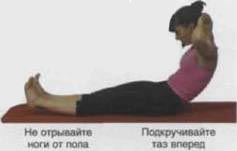 Не отрывайте
ноги от пола
Подкручивайте
таз вперед